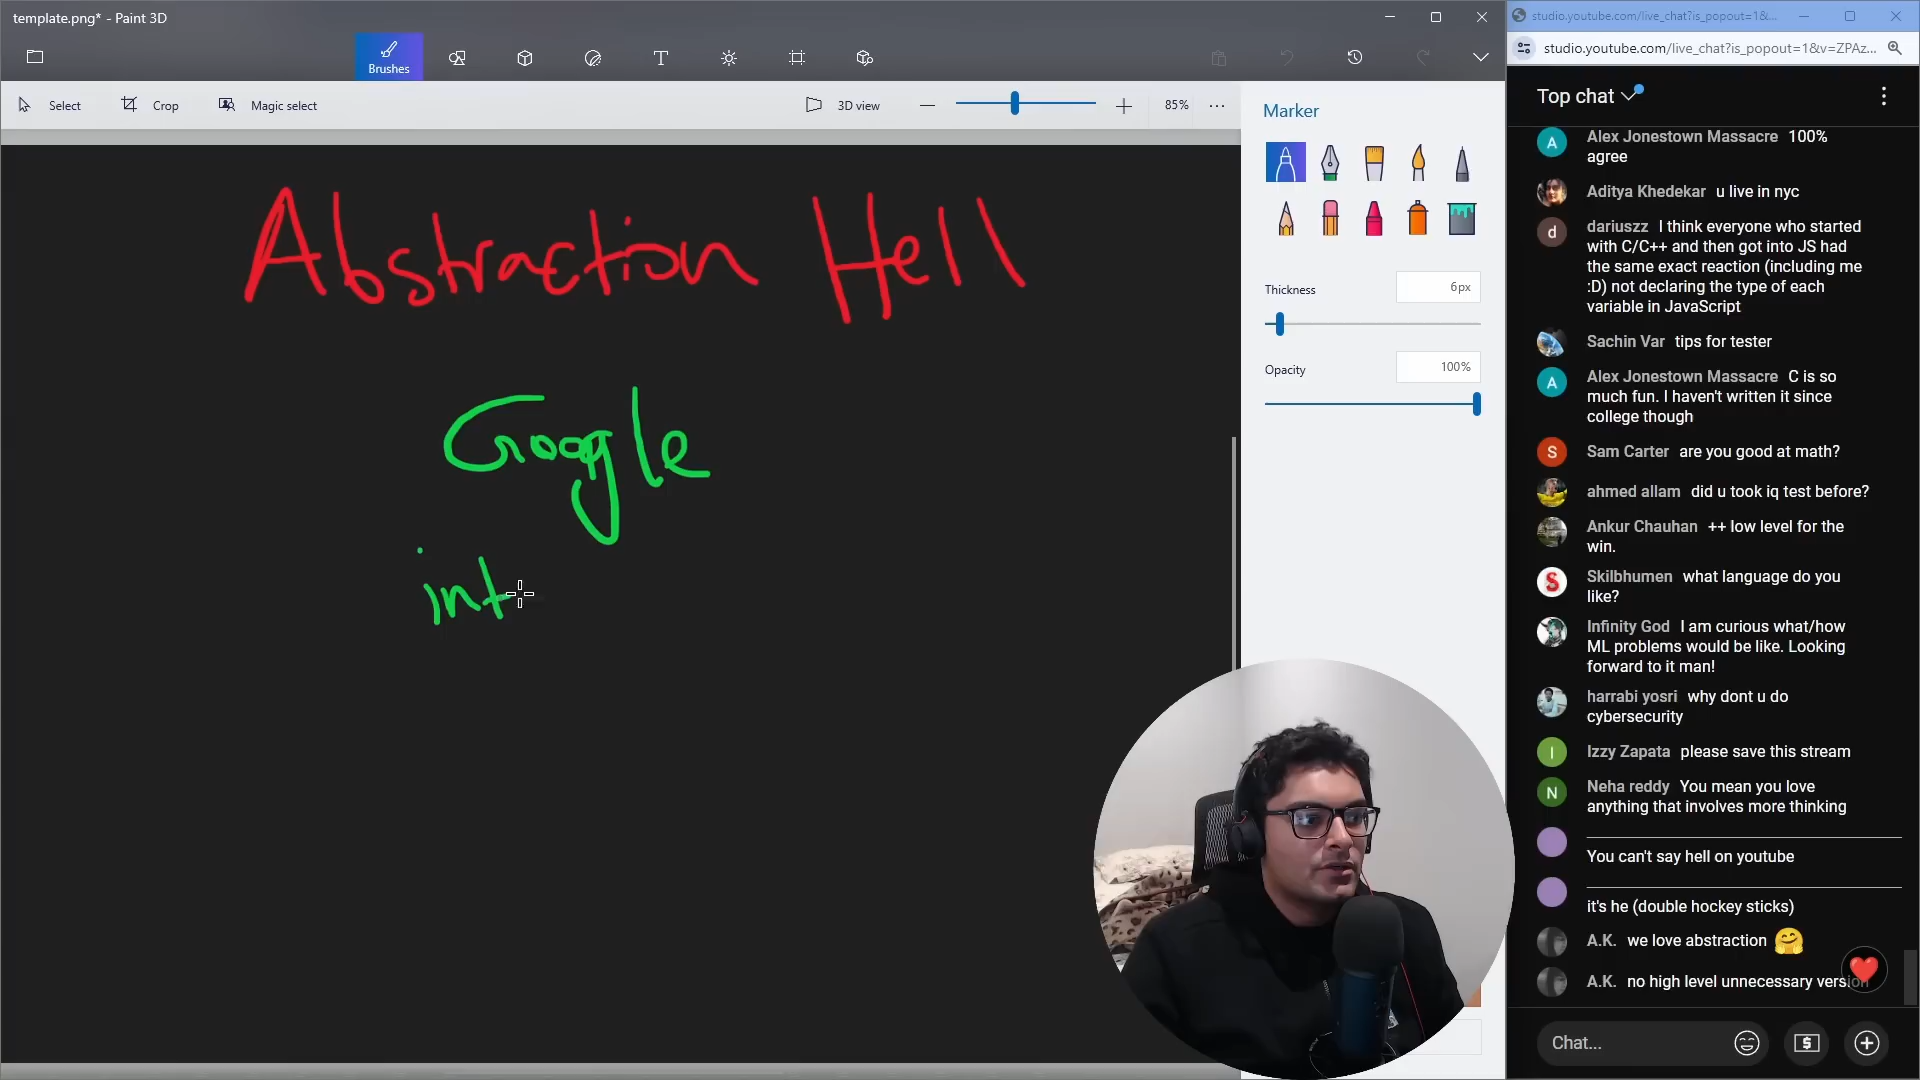 template.png* - Paint 3D
Brushes
Select
Crop
Magic select
3D view
85%
Marker
Thickness
6px
Opacity
100%
Abstraction Hell
Google
int
studio.youtube.com/live_chat?is_popout=1&...
studio.youtube.com/live_chat?is_popout=1&v=ZPAz...
Top chat
A
Alex Jonestown Massacre 100%
agree
Aditya Khedekar u live in nyc
d
dariuszz I think everyone who started
with C/C++ and then got into JS had
the same exact reaction (including me
:D) not declaring the type of each
variable in JavaScript
Sachin Var tips for tester
A
Alex Jonestown Massacre C is so
much fun. I haven't written it since
college though
S
Sam Carter are you good at math?
ahmed allam did u took iq test before?
Ankur Chauhan ++ low level for the
win.
S
Skilbhumen what language do you
like?
Infinity God I am curious what/how
ML problems would be like. Looking
forward to it man!
harrabi yosri why dont u do
cybersecurity
I
Izzy Zapata please save this stream
N
Neha reddy You mean you love
anything that involves more thinking
You can't say hell on youtube
it's he (double hockey sticks)
A.K. we love abstraction 🤗
A.K. no high level unnecessary version
Chat...